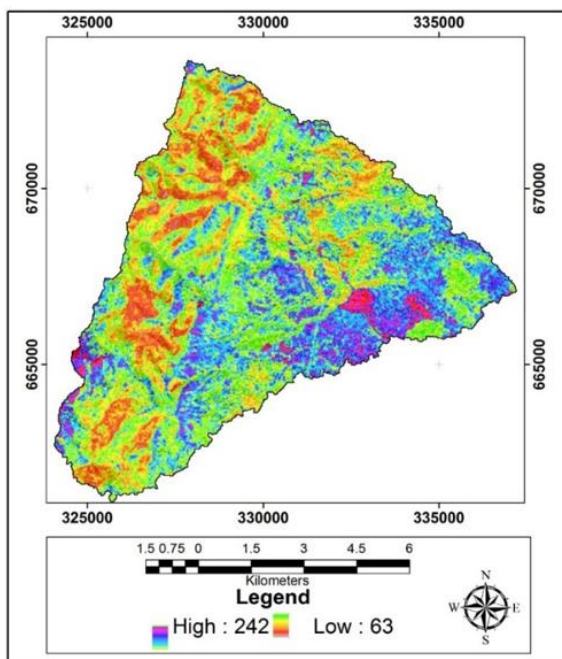 325000 330000 335000
670000 670000
665000 665000
325000 330000 335000
1.5 0.75 0 1.5 3 4.5 6
Kilometers
Legend
High : 242 Low : 63
N
W E
S